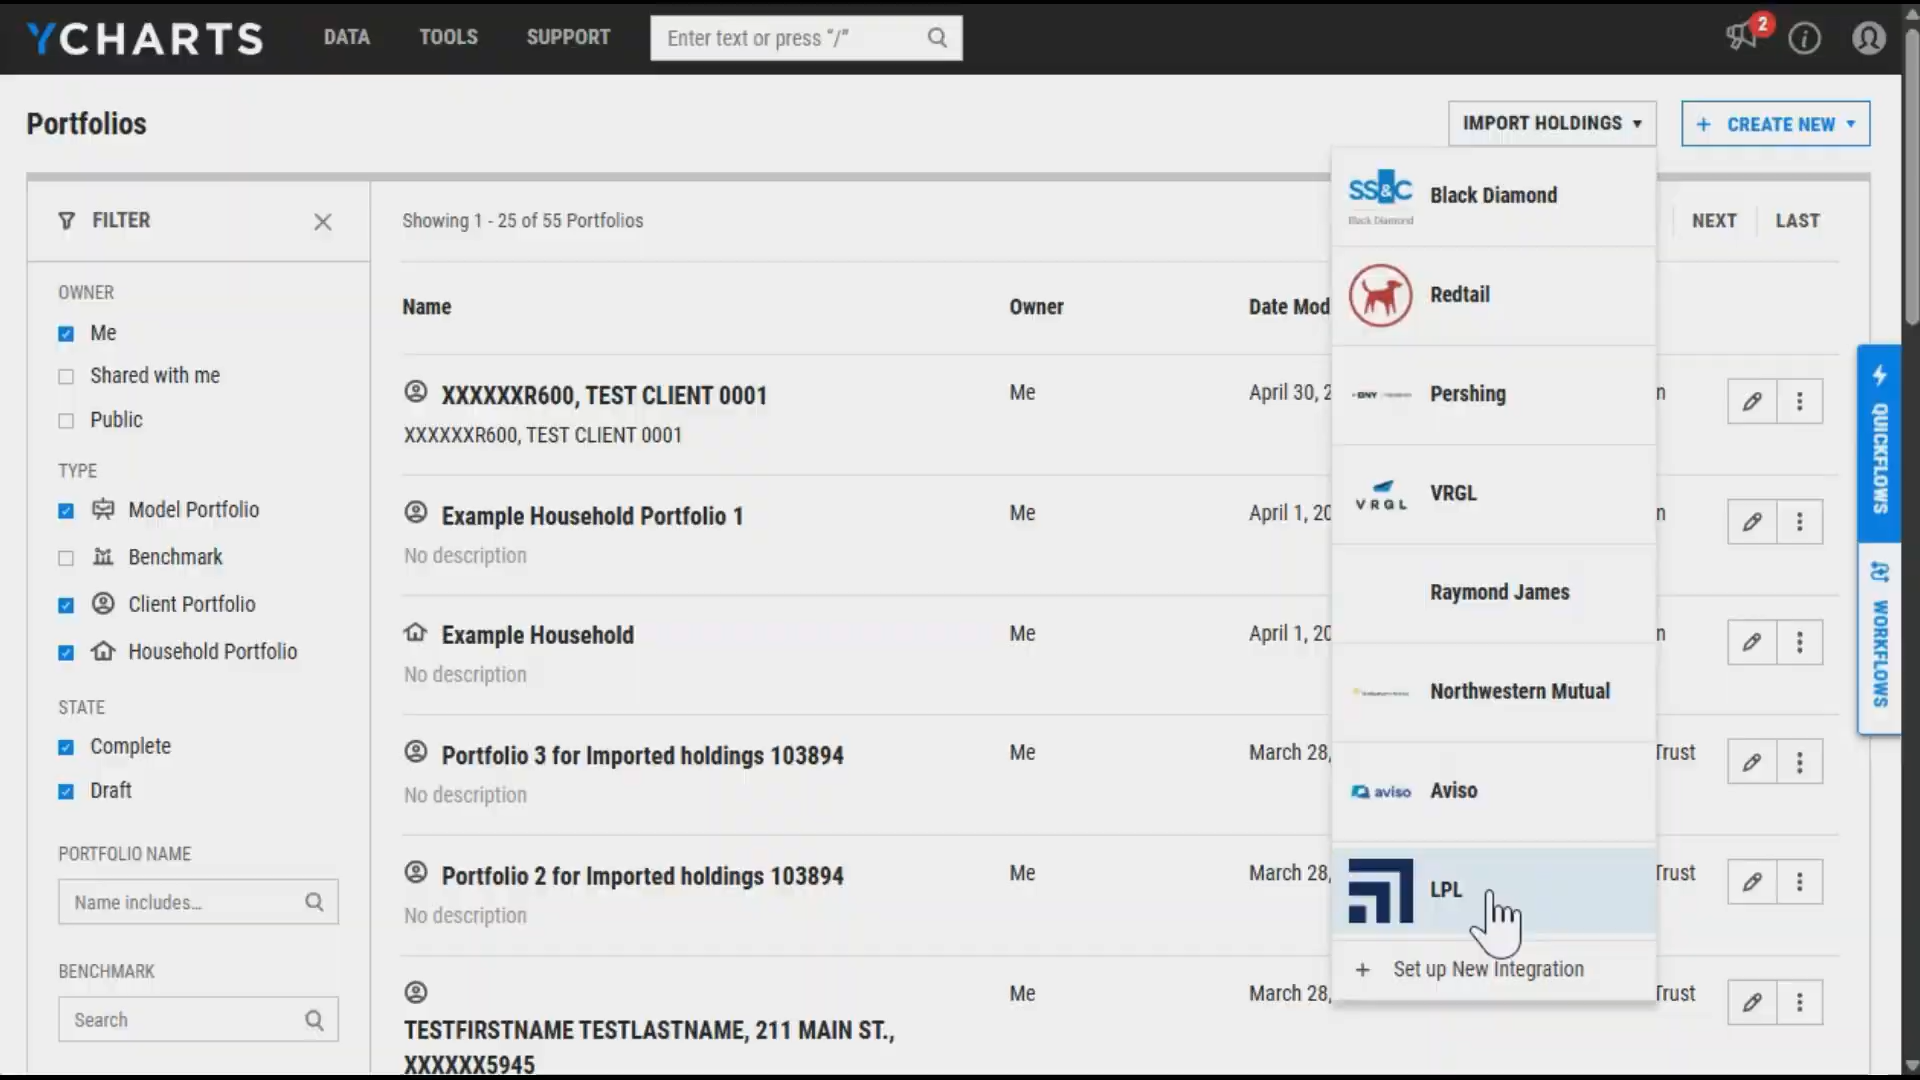 YCHARTS DATA TOOLS SUPPORT Enter text or press "/" 2
Portfolios IMPORT HOLDINGS + CREATE NEW
FILTER
OWNER
Me
Shared with me
Public
TYPE
Model Portfolio
Benchmark
Client Portfolio
Household Portfolio
STATE
Complete
Draft
PORTFOLIO NAME
Name includes...
BENCHMARK
Search
Showing 1 - 25 of 55 Portfolios NEXT LAST
Name Owner Date Mod
XXXXXXR600, TEST CLIENT 0001 Me April 30, 2 n
XXXXXXR600, TEST CLIENT 0001
Example Household Portfolio 1 Me April 1, 20 n
No description
Example Household Me April 1, 20 n
No description
Portfolio 3 for Imported holdings 103894 Me March 28, Trust
No description
Portfolio 2 for Imported holdings 103894 Me March 28, Trust
No description
Me March 28, Trust
TESTFIRSTNAME TESTLASTNAME, 211 MAIN ST.,
XXXXXX5945
SS&C Black Diamond
Black Diamond
Redtail
BNY Pershing
VRGL VRGL
Raymond James
Northwestern Mutual
aviso Aviso
LPL
+ Set up New Integration
QUICKFLOWS
WORKFLOWS